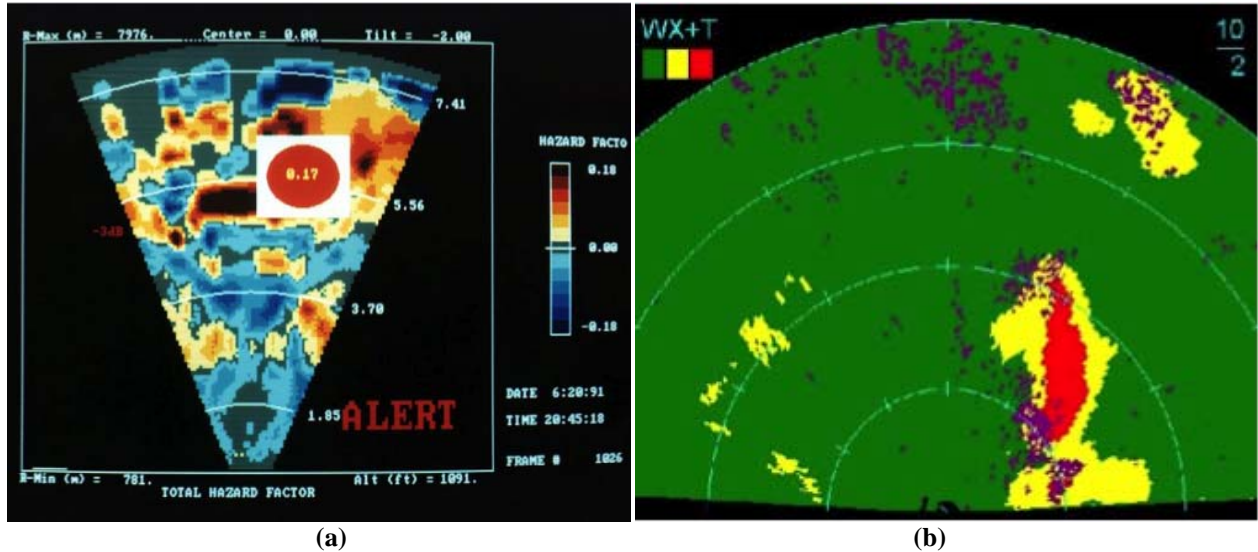 R-Max (m) = 7976. Center = 0.00 Tilt = -2.00
7.41
HAZARD FACTO
0.18
0.17
5.56
-3dB
0.00
3.70
-0.18
DATE 6:20:91
1.85
ALERT
TIME 20:45:18
FRAME # 1026
R-Min (m) = 781. Alt (ft) = 1091.
TOTAL HAZARD FACTOR
(a)
WX+T
10
2
(b)